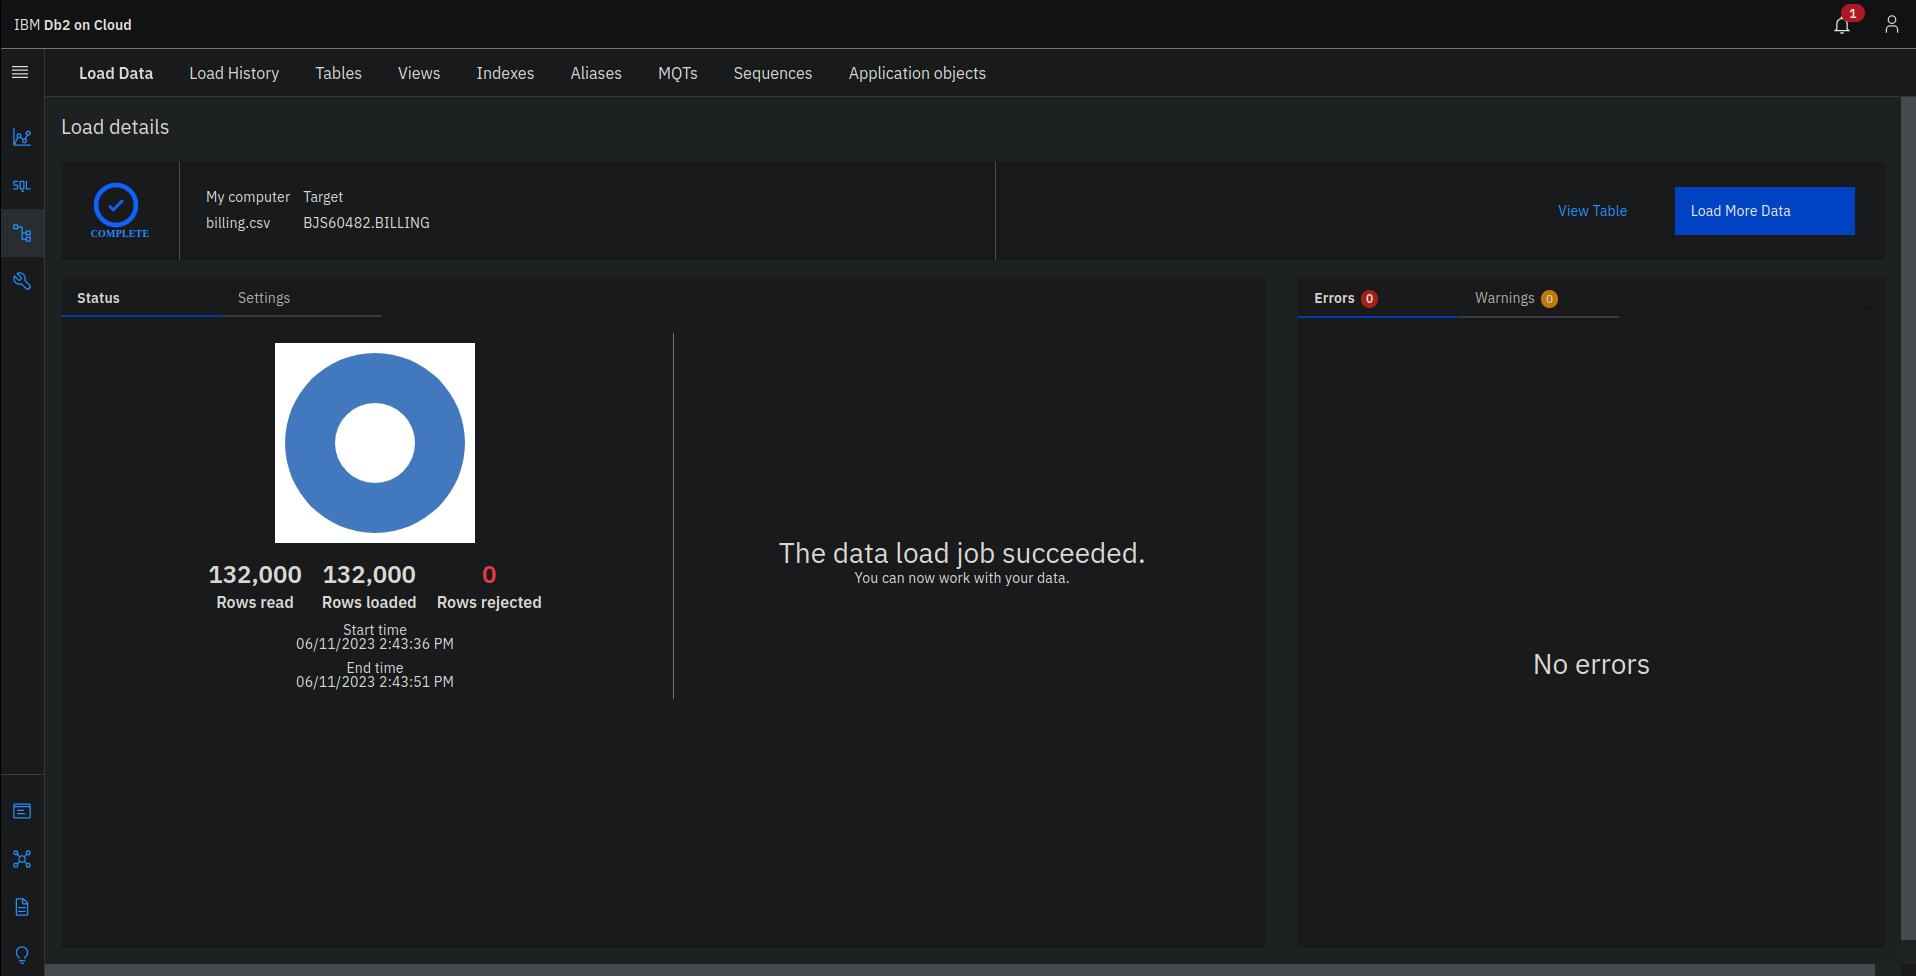 IBM Db2 on Cloud
1
Load Data Load History Tables Views Indexes Aliases MQTs Sequences Application objects
SQL
Load details
COMPLETE
My computer Target
billing.csv BJS60482.BILLING
View Table
Load More Data
Status Settings
132,000 132,000 0
Rows read Rows loaded Rows rejected
Start time
06/11/2023 2:43:36 PM
End time
06/11/2023 2:43:51 PM
The data load job succeeded.
You can now work with your data.
Errors 0 Warnings 0
No errors